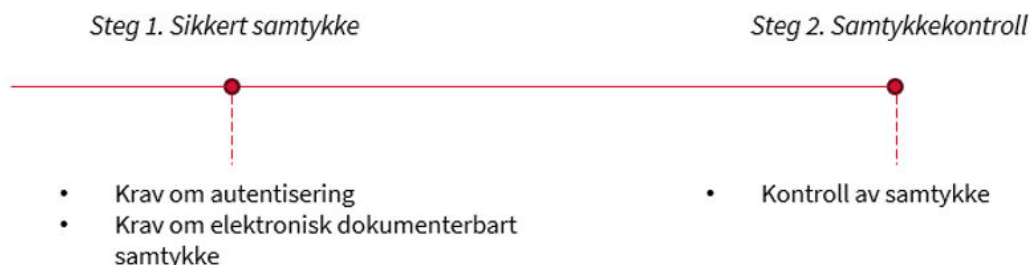 Steg 1. Sikkert samtykke
Steg 2. Samtykkekontroll
• Krav om autentisering
• Krav om elektronisk dokumenterbart
samtykke
• Kontroll av samtykke